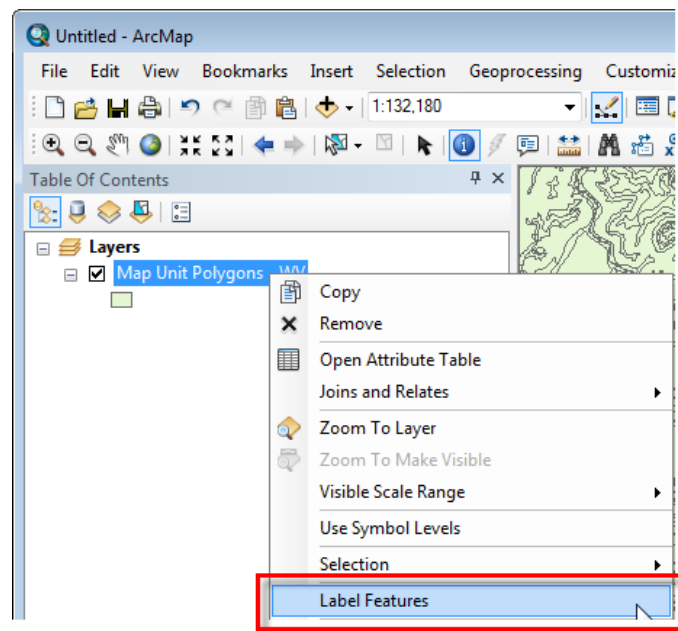 Untitled - ArcMap
File Edit View Bookmarks Insert Selection Geoprocessing Customiz
1:132,180
Table Of Contents
Layers
Map Unit Polygons - WV
Copy
Remove
Open Attribute Table
Joins and Relates
Zoom To Layer
Zoom To Make Visible
Visible Scale Range
Use Symbol Levels
Selection
Label Features